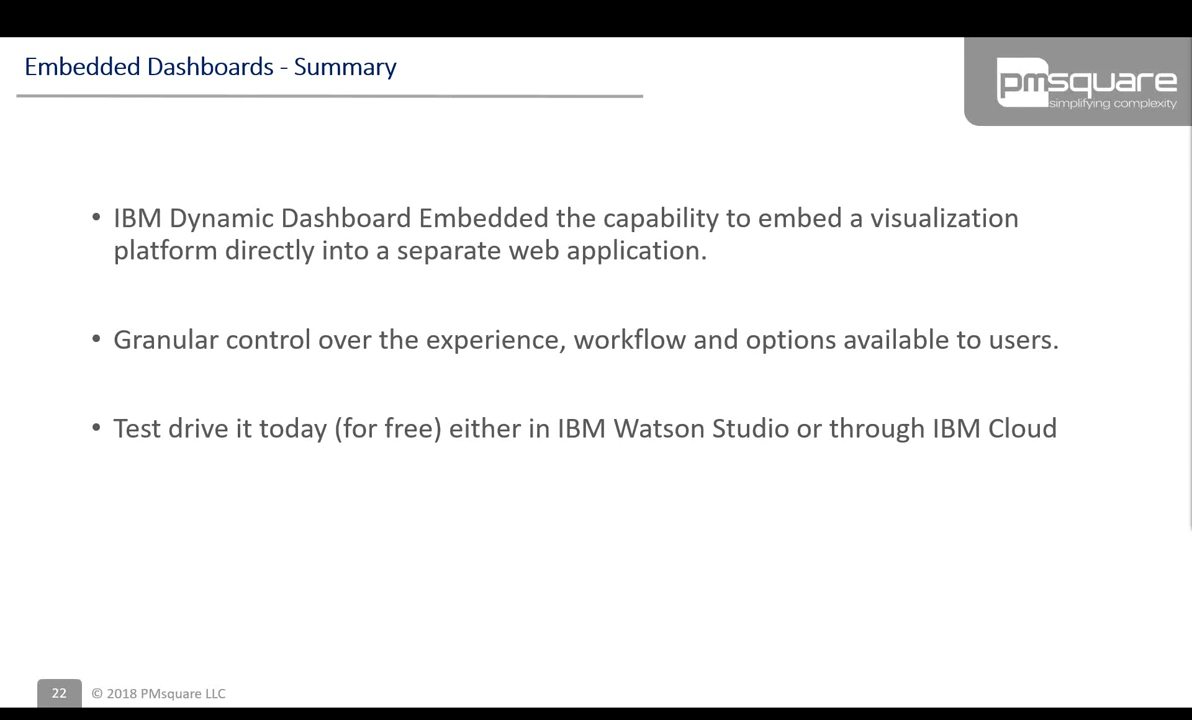 Embedded Dashboards - Summary
pmsquare
simplifying complexity
• IBM Dynamic Dashboard Embedded the capability to embed a visualization
platform directly into a separate web application.
• Granular control over the experience, workflow and options available to users.
• Test drive it today (for free) either in IBM Watson Studio or through IBM Cloud
22
© 2018 PMsquare LLC